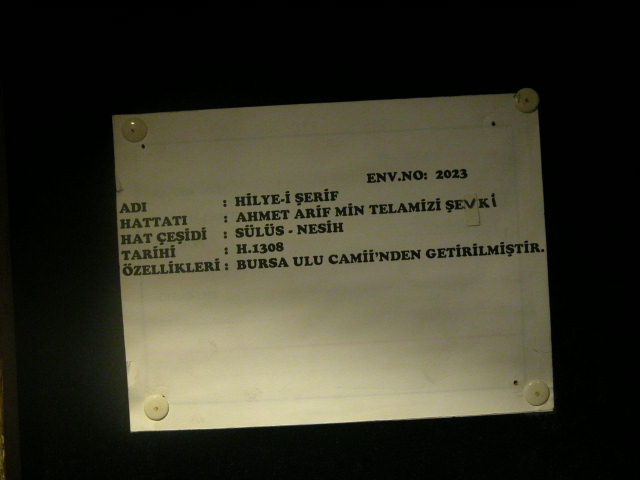 ENV.NO: 2023
ADI : HİLYE-İ ŞERİF
HATTATI : AHMET ARİF MİN TELAMİZİ ŞEVKİ
HAT ÇEŞİDİ : SÜLÜS - NESİH
TARİHİ : H.1308
ÖZELLİKLERİ : BURSA ULU CAMİİ'NDEN GETİRİLMİŞTİR.